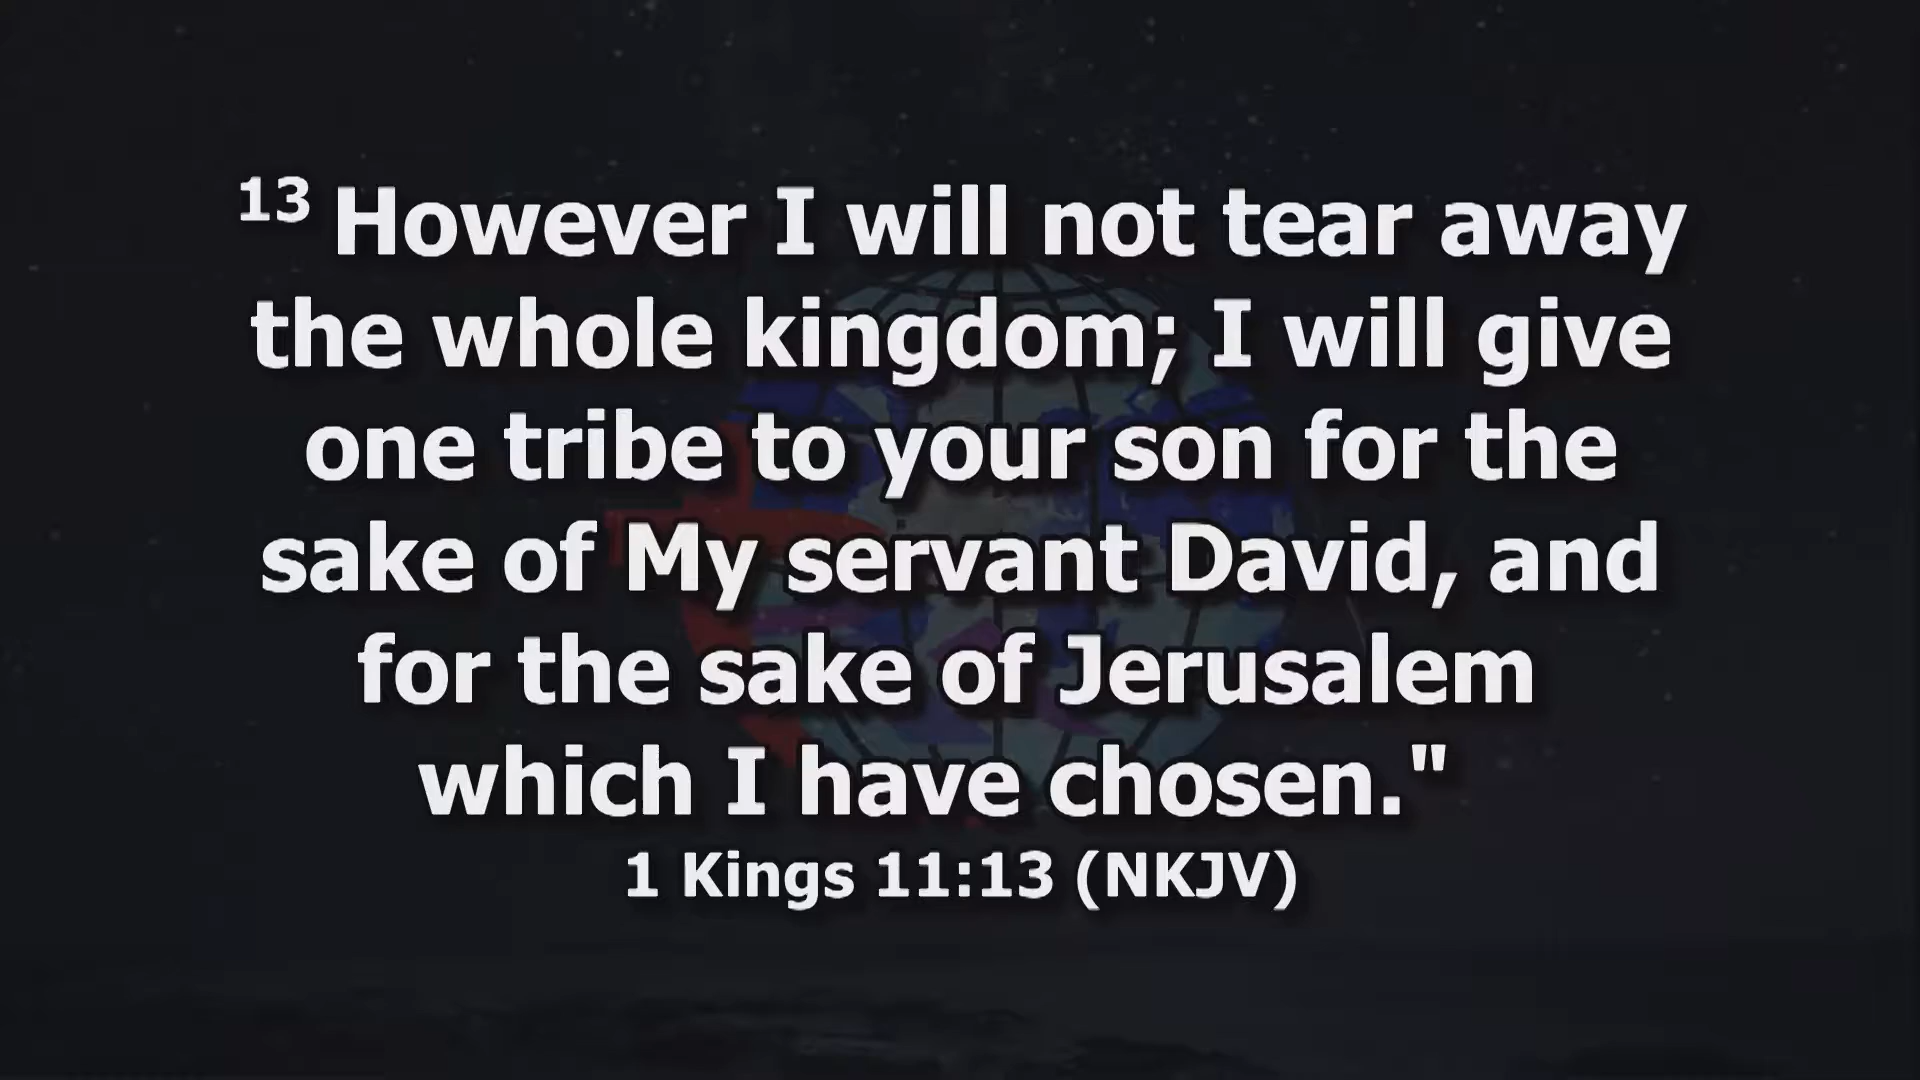 13 However I will not tear away
the whole kingdom; I will give
one tribe to your son for the
sake of My servant David, and
for the sake of Jerusalem
which I have chosen."
1 Kings 11:13 (NKJV)